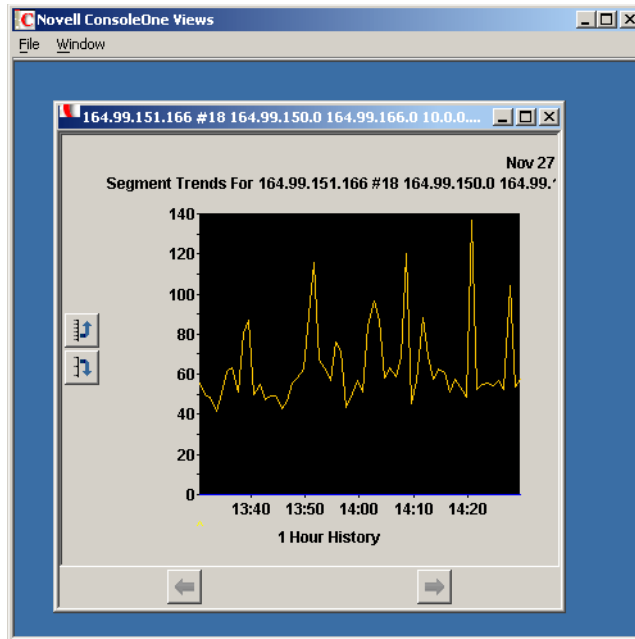 Novell ConsoleOne Views
File Window
164.99.151.166 #18 164.99.150.0 164.99.166.0 10.0.0....
Nov 27
Segment Trends For 164.99.151.166 #18 164.99.150.0 164.99.
140
120
100
80
60
40
20
0
13:40 13:50 14:00 14:10 14:20
1 Hour History